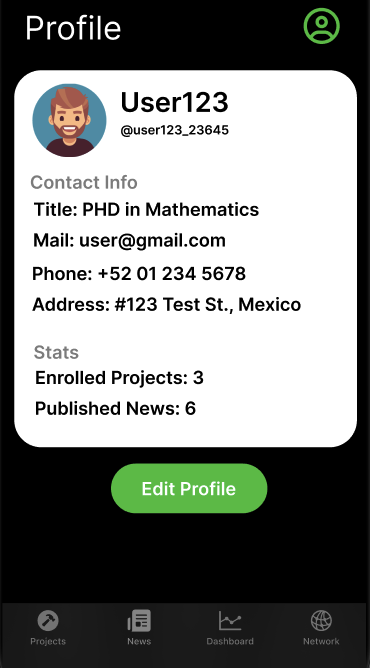 Profile
User123
@user123_23645
Contact Info
Title: PHD in Mathematics
Mail: user@gmail.com
Phone: +52 01 234 5678
Address: #123 Test St., Mexico
Stats
Enrolled Projects: 3
Published News: 6
Edit Profile
Projects
News
Dashboard
Network